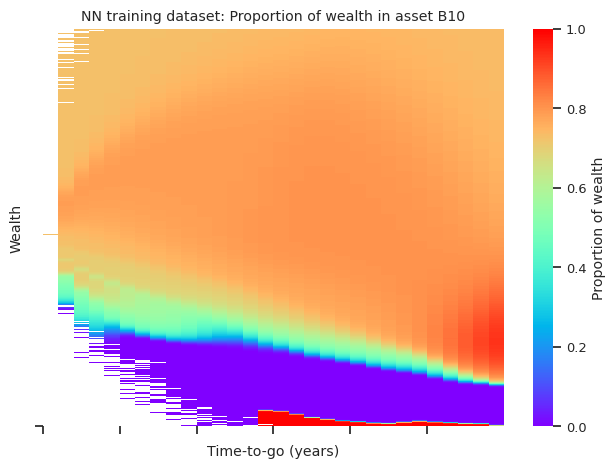 NN training dataset: Proportion of wealth in asset B10
Wealth
Time-to-go (years)
1.0
0.8
0.6
0.4
0.2
0.0
Proportion of wealth